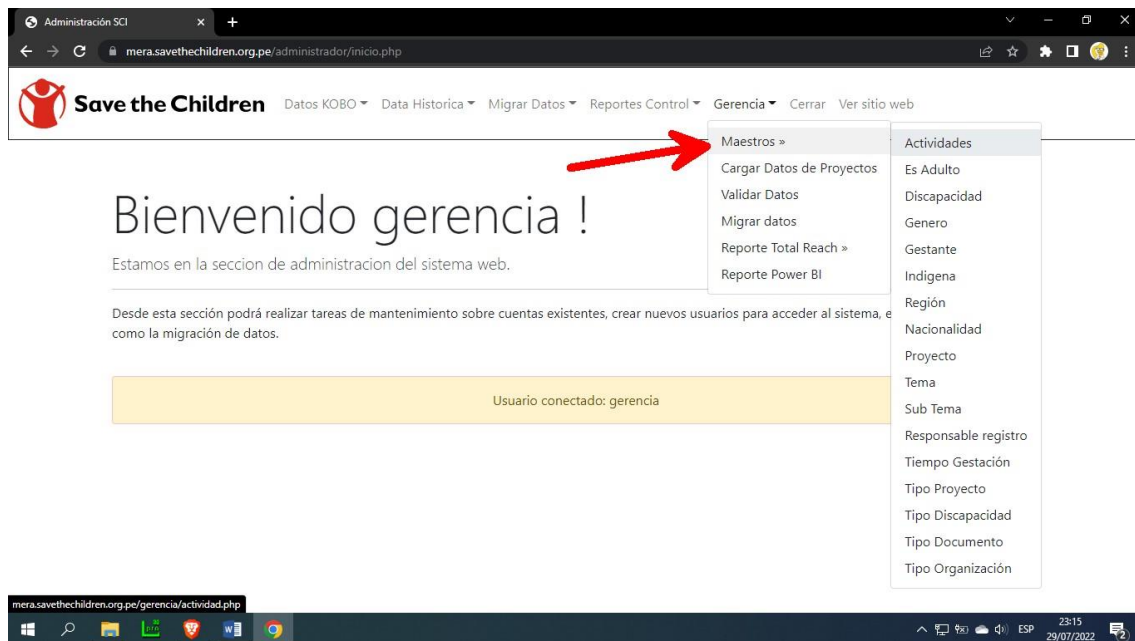 Administración SCI
mera.savethechildren.org.pe/administrador/inicio.php
Save the Children
Datos KOBO Data Historica Migrar Datos Reportes Control Gerencia Cerrar Ver sitio web
Maestros »
Cargar Datos de Proyectos
Validar Datos
Migrar datos
Reporte Total Reach »
Reporte Power BI
Actividades
Es Adulto
Discapacidad
Genero
Gestante
Indigena
Región
Nacionalidad
Proyecto
Tema
Sub Tema
Responsable registro
Tiempo Gestación
Tipo Proyecto
Tipo Discapacidad
Tipo Documento
Tipo Organización
Bienvenido gerencia !
Estamos en la seccion de administracion del sistema web.
Desde esta sección podrá realizar tareas de mantenimiento sobre cuentas existentes, crear nuevos usuarios para acceder al sistema, e
como la migración de datos.
Usuario conectado: gerencia
mera.savethechildren.org.pe/gerencia/actividad.php
ESP
23:15
29/07/2022